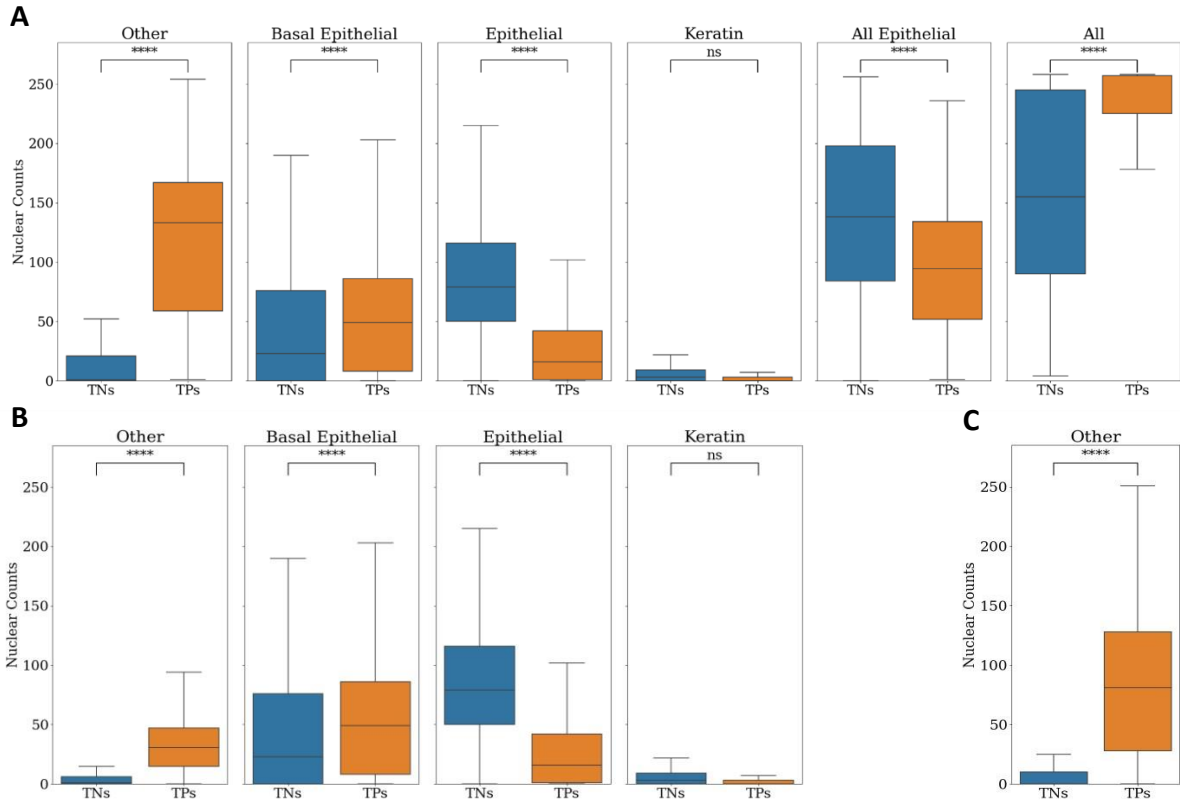 A
Other
Basal Epithelial
Epithelial
Keratin
All Epithelial
All
****
****
****
ns
****
****
Nuclear Counts
250
200
150
100
50
0
TNs
TPs
TNs
TPs
TNs
TPs
TNs
TPs
TNs
TPs
TNs
TPs
B
Other
Basal Epithelial
Epithelial
Keratin
****
****
****
ns
Nuclear Counts
250
200
150
100
50
0
TNs
TPs
TNs
TPs
TNs
TPs
TNs
TPs
C
Other
****
Nuclear Counts
250
200
150
100
50
0
TNs
TPs